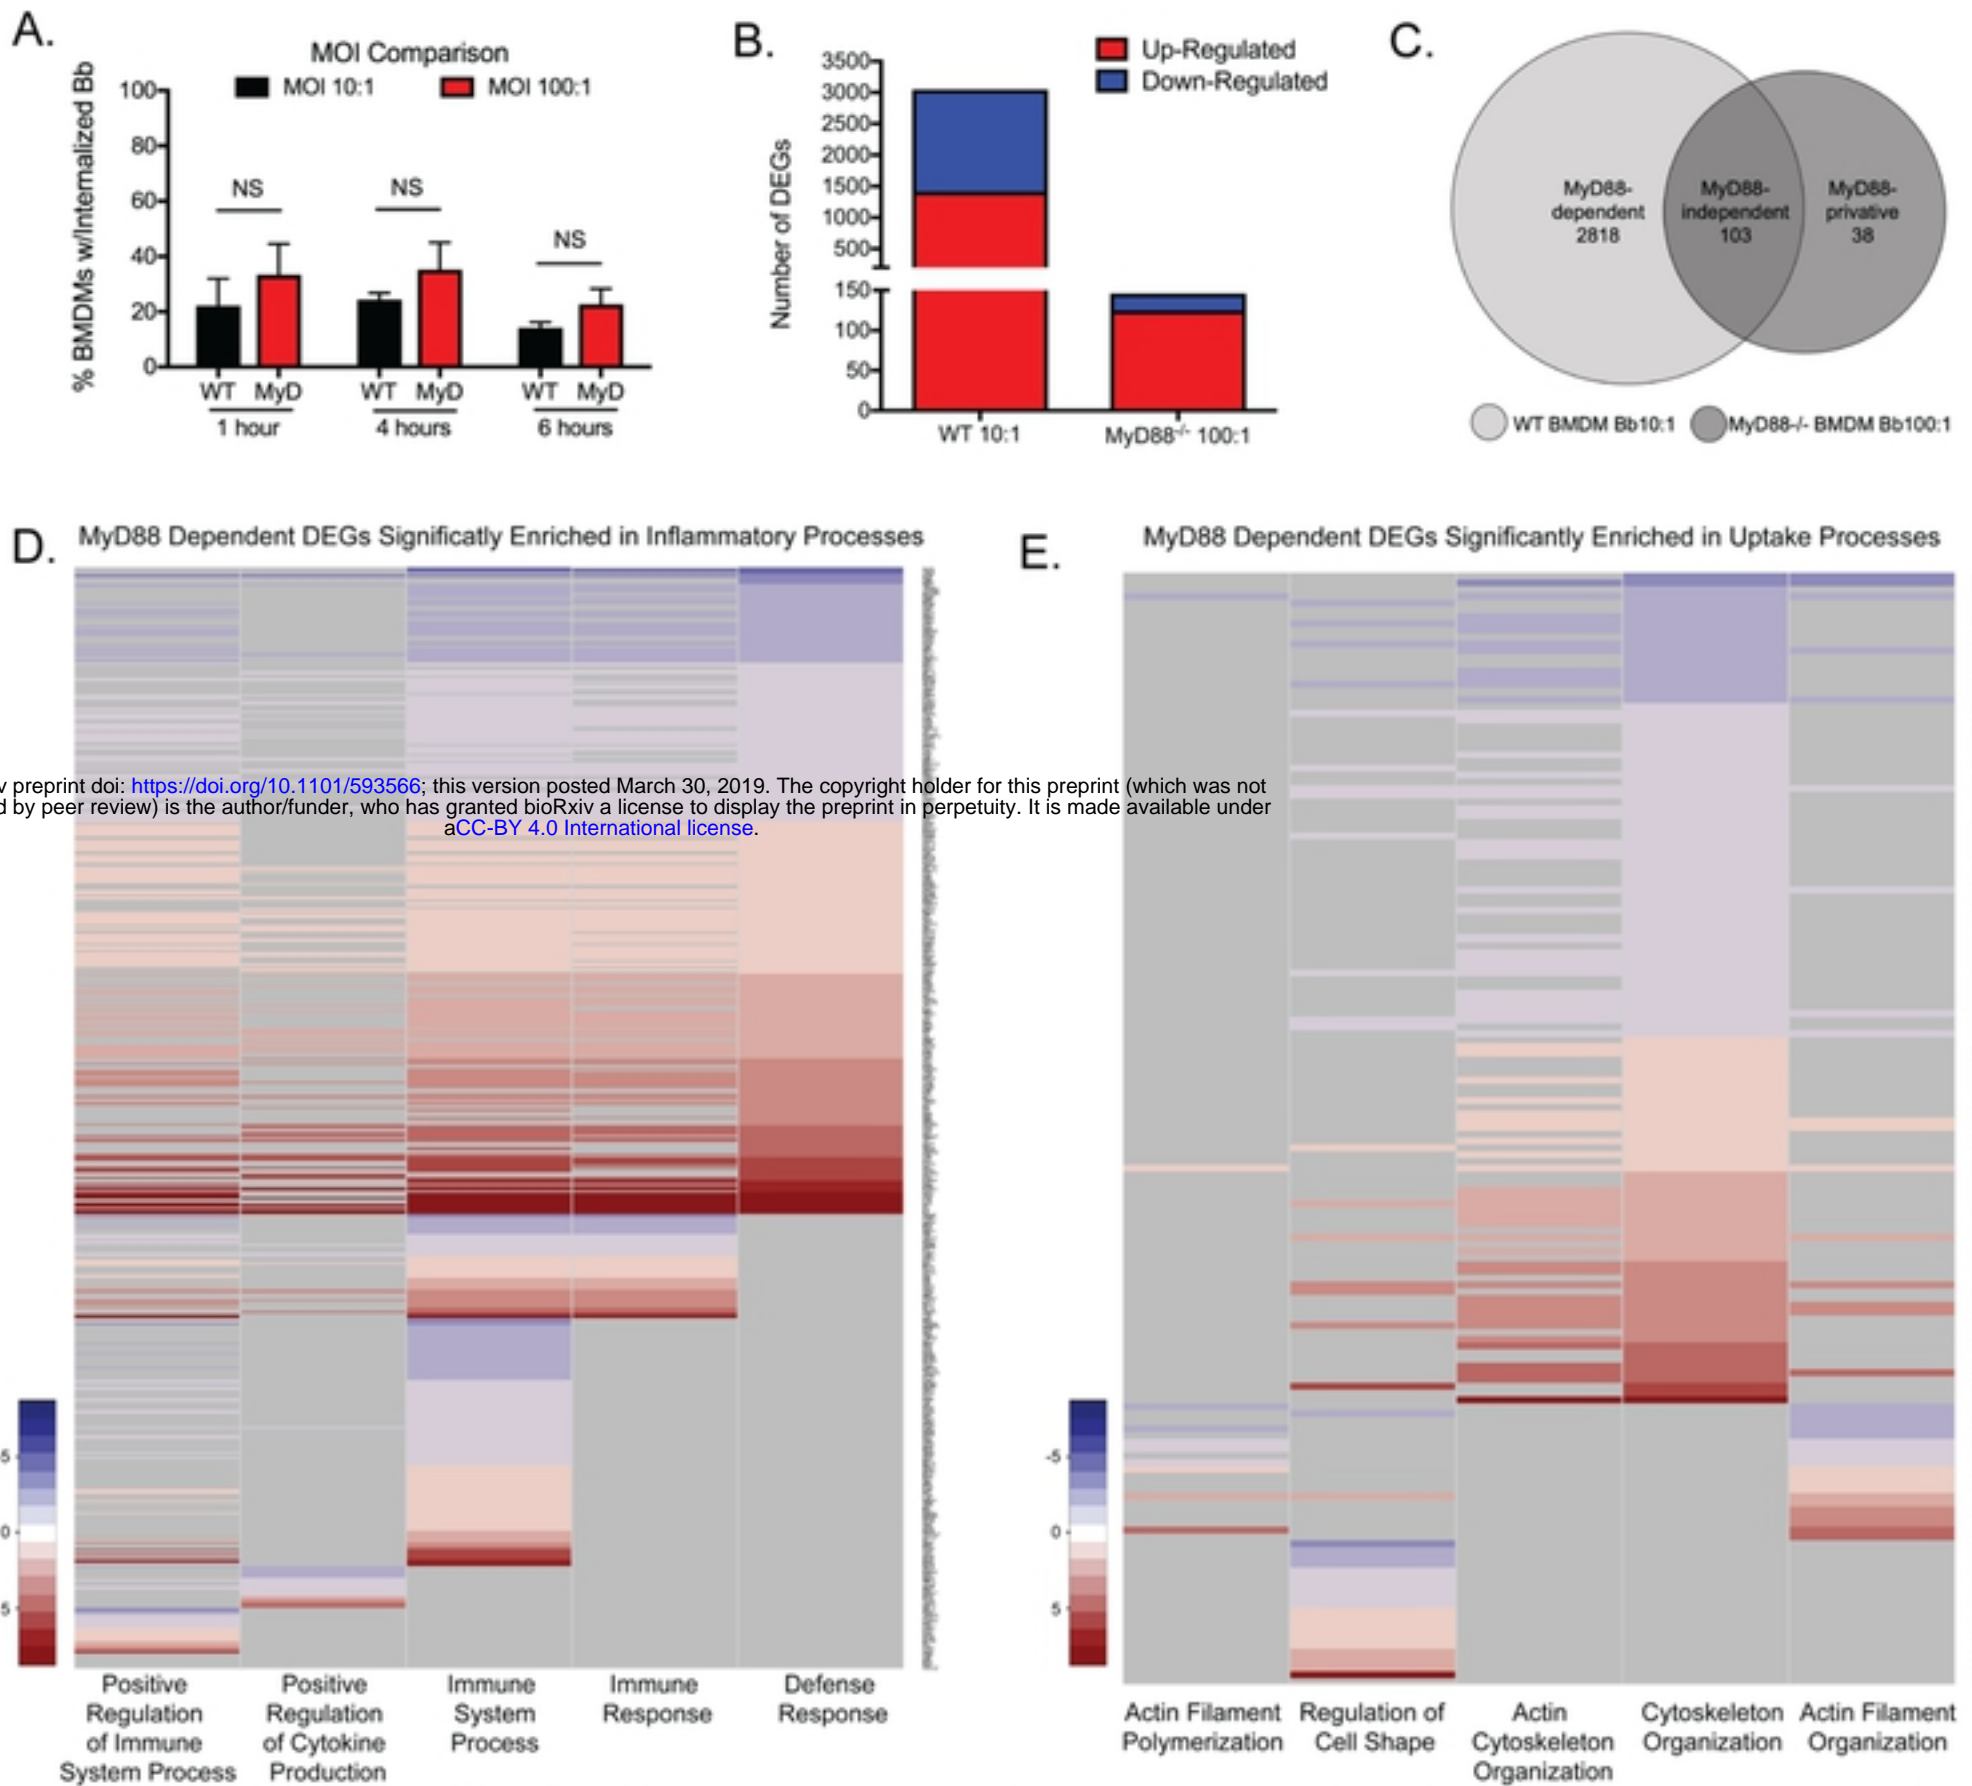 A.
MOI Comparison
MOI 10:1 MOI 100:1
% BMDMs w/Internalized Bb
100
80
60
40
20
0
NS NS NS
WT MyD WT MyD WT MyD
1 hour 4 hours 6 hours
B.
Up-Regulated
Down-Regulated
Number of DEGs
3500
3000
2500
2000
1500
1000
500
150
100
50
0
WT 10:1 MyD88-/- 100:1
C.
MyD88-
dependent
2818
MyD88-
independent
103
MyD88-
privative
38
WT BMDM Bb10:1 MyD88-/- BMDM Bb100:1
D.
MyD88 Dependent DEGs Significatly Enriched in Inflammatory Processes
v preprint doi: https://doi.org/10.1101/593566; this version posted March 30, 2019. The copyright holder for this preprint (which was not
d by peer review) is the author/funder, who has granted bioRxiv a license to display the preprint in perpetuity. It is made available under
aCC-BY 4.0 International license.
5
0
5
Positive
Regulation
of Immune
System Process
Positive
Regulation
of Cytokine
Production
Immune
System
Process
Immune
Response
Defense
Response
E.
MyD88 Dependent DEGs Significantly Enriched in Uptake Processes
-5
0
5
Actin Filament
Polymerization
Regulation of
Cell Shape
Actin
Cytoskeleton
Organization
Cytoskeleton
Organization
Actin Filament
Organization